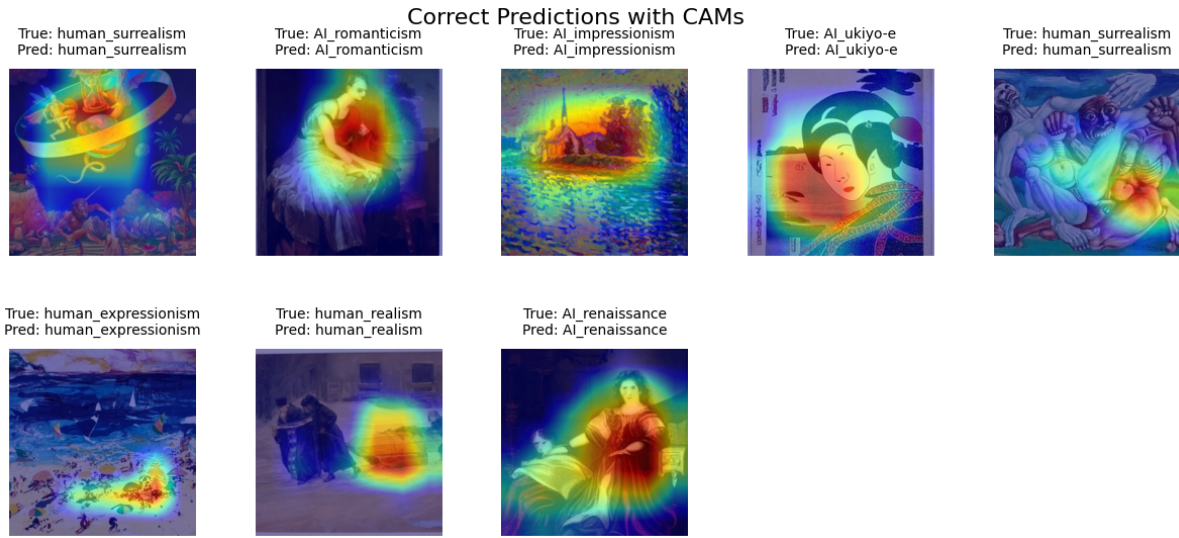 Correct Predictions with CAMs
True: human_surrealism
Pred: human_surrealism
True: AI_romanticism
Pred: AI_romanticism
True: AI_impressionism
Pred: AI_impressionism
True: AI_ukiyo-e
Pred: AI_ukiyo-e
True: human_surrealism
Pred: human_surrealism
True: human_expressionism
Pred: human_expressionism
True: human_realism
Pred: human_realism
True: AI_renaissance
Pred: AI_renaissance